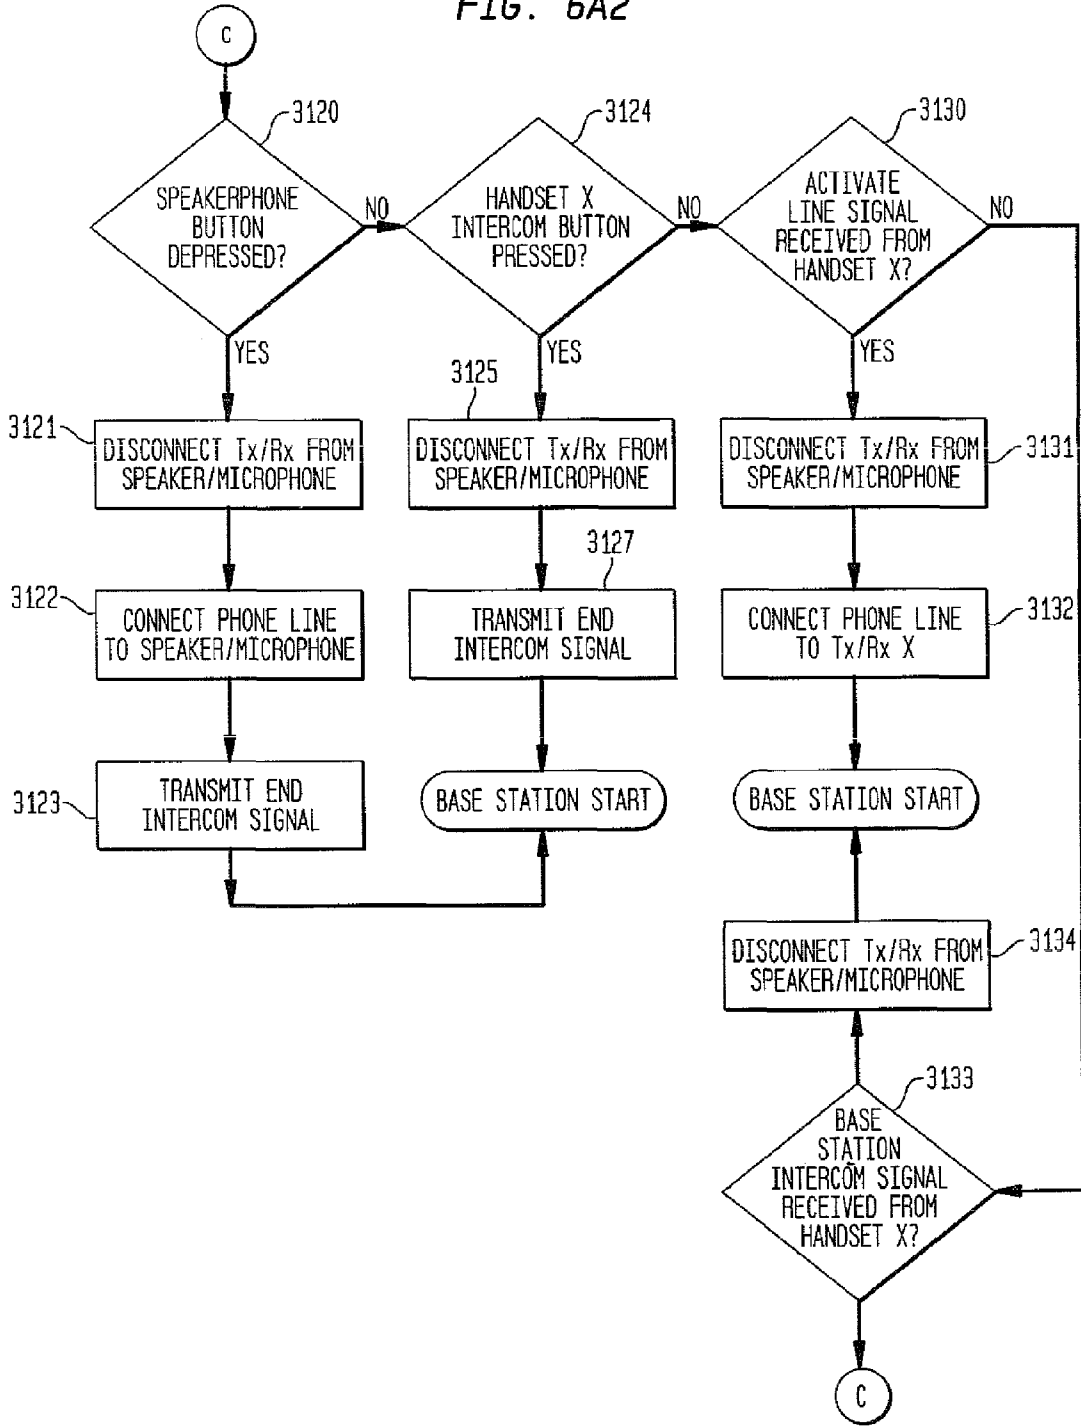 FIG. 6A2
C
3120
SPEAKERPHONE
BUTTON
DEPRESSED?
NO
YES
3124
HANDSET X
INTERCOM BUTTON
PRESSED?
NO
YES
3130
ACTIVATE
LINE SIGNAL
RECEIVED FROM
HANDSET X?
NO
YES
3121
DISCONNECT Tx/Rx FROM
SPEAKER/MICROPHONE
3125
DISCONNECT Tx/Rx FROM
SPEAKER/MICROPHONE
3131
DISCONNECT Tx/Rx FROM
SPEAKER/MICROPHONE
3122
CONNECT PHONE LINE
TO SPEAKER/MICROPHONE
3127
TRANSMIT END
INTERCOM SIGNAL
3132
CONNECT PHONE LINE
TO Tx/Rx X
3123
TRANSMIT END
INTERCOM SIGNAL
BASE STATION START
BASE STATION START
3134
DISCONNECT Tx/Rx FROM
SPEAKER/MICROPHONE
3133
BASE
STATION
INTERCOM SIGNAL
RECEIVED FROM
HANDSET X?
C